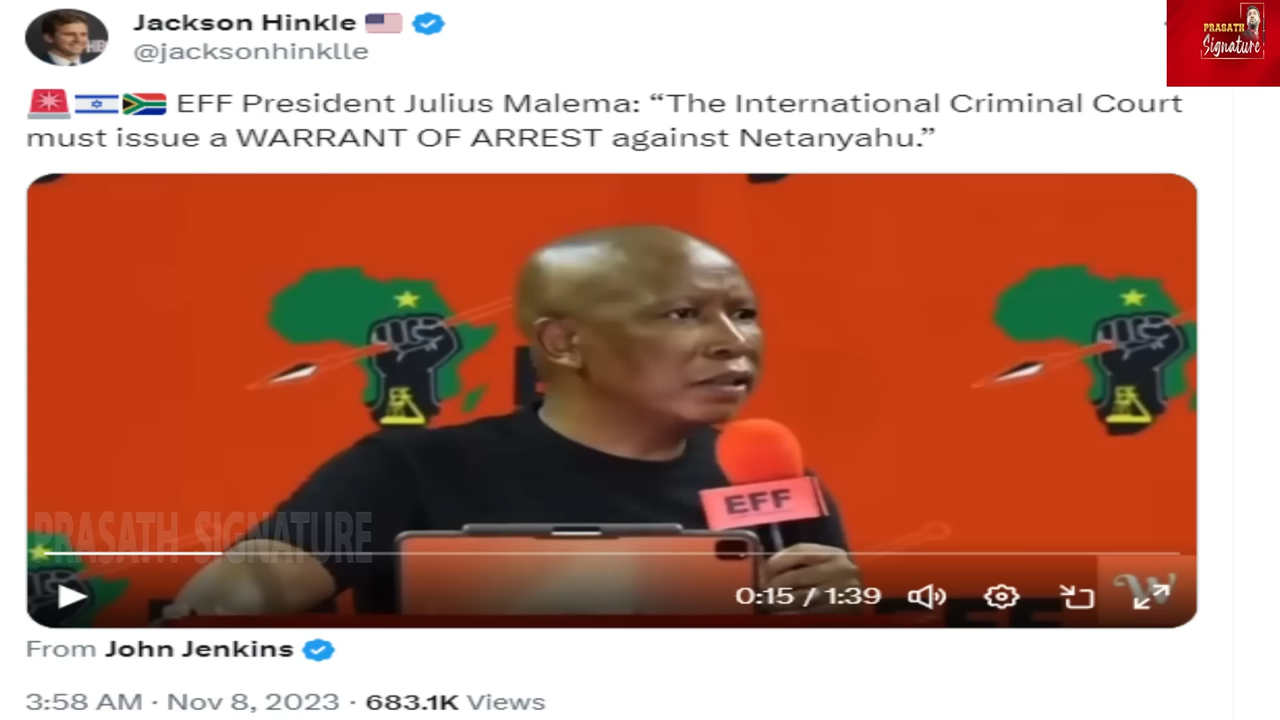 Jackson Hinkle
@jacksonhinklle
PRASATH
Signature
EFF President Julius Malema: “The International Criminal Court
must issue a WARRANT OF ARREST against Netanyahu.”
EFF
PRASATH SIGNATURE
0:15 / 1:39
From John Jenkins
3:58 AM · Nov 8, 2023 · 683.1K Views